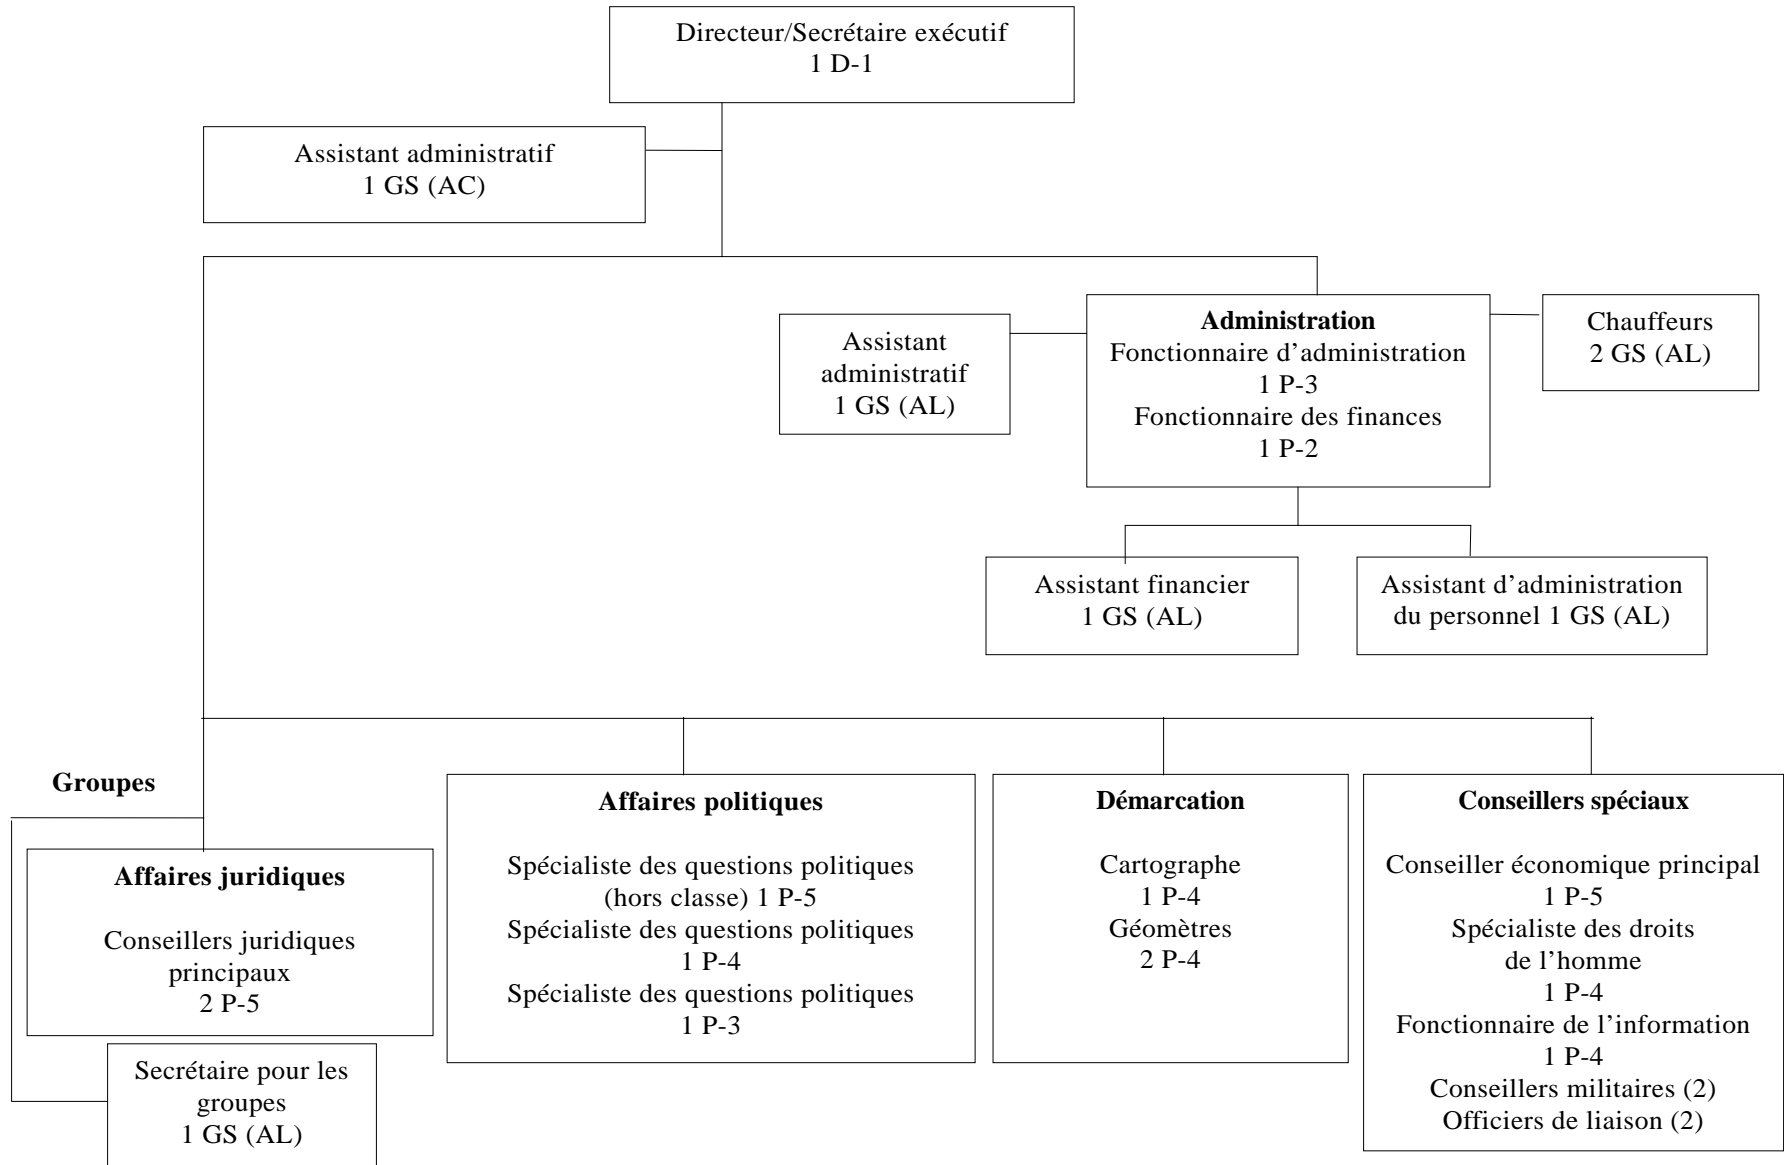 Directeur/Secrétaire exécutif
1 D-1
Assistant administratif
1 GS (AC)
Assistant
administratif
1 GS (AL)
Administration
Fonctionnaire d’administration
1 P-3
Fonctionnaire des finances
1 P-2
Chauffeurs
2 GS (AL)
Assistant financier
1 GS (AL)
Assistant d’administration
du personnel 1 GS (AL)
Groupes
Affaires juridiques
Conseillers juridiques
principaux
2 P-5
Secrétaire pour les
groupes
1 GS (AL)
Affaires politiques
Spécialiste des questions politiques
(hors classe) 1 P-5
Spécialiste des questions politiques
1 P-4
Spécialiste des questions politiques
1 P-3
Démarcation
Cartographe
1 P-4
Géomètres
2 P-4
Conseillers spéciaux
Conseiller économique principal
1 P-5
Spécialiste des droits
de l’homme
1 P-4
Fonctionnaire de l’information
1 P-4
Conseillers militaires (2)
Officiers de liaison (2)